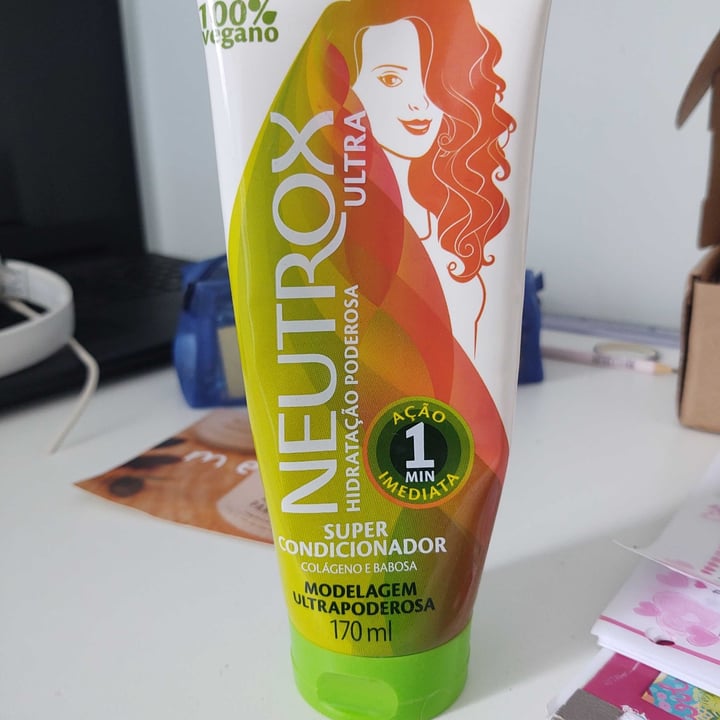 100%
vegano
NEUTROX
ULTRA
HIDRATAÇÃO PODEROSA
AÇÃO
1
MIN
IMEDIATA
SUPER
CONDICIONADOR
COLÁGENO E BABOSA
MODELAGEM
ULTRAPODEROSA
170 ml